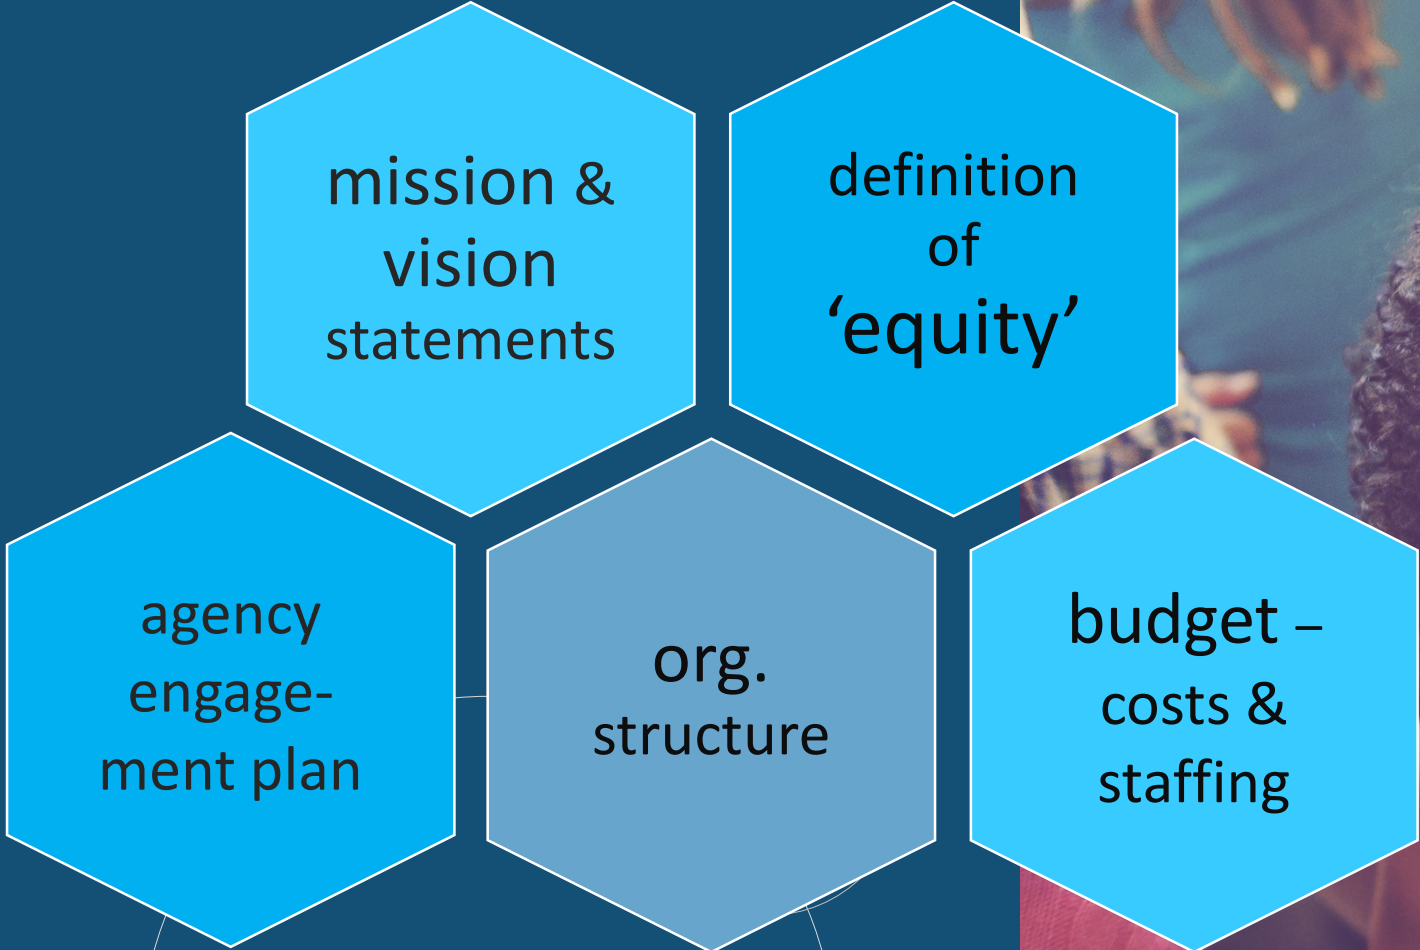 mission &
vision
statements
definition
of
‘equity’
agency
engage-
ment plan
org.
structure
budget –
costs &
staffing